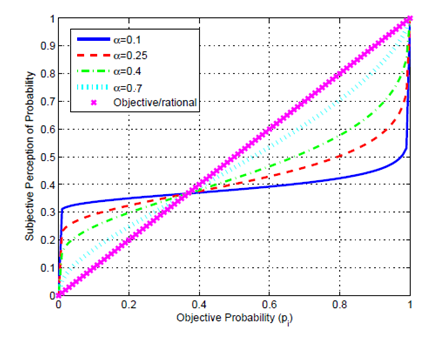 1
0.9
0.8
0.7
0.6
0.5
0.4
0.3
0.2
0.1
0
Subjective Perception of Probability
α=0.1
α=0.25
α=0.4
α=0.7
Objective/rational
0 0.2 0.4 0.6 0.8 1
Objective Probability (pi)